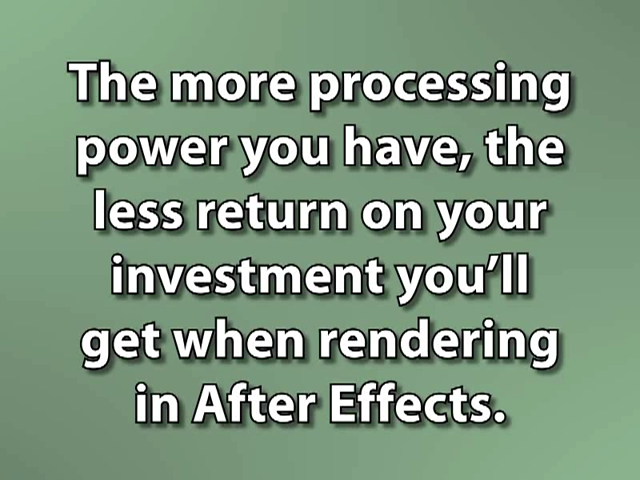 The more processing
power you have, the
less return on your
investment you’ll
get when rendering
in After Effects.